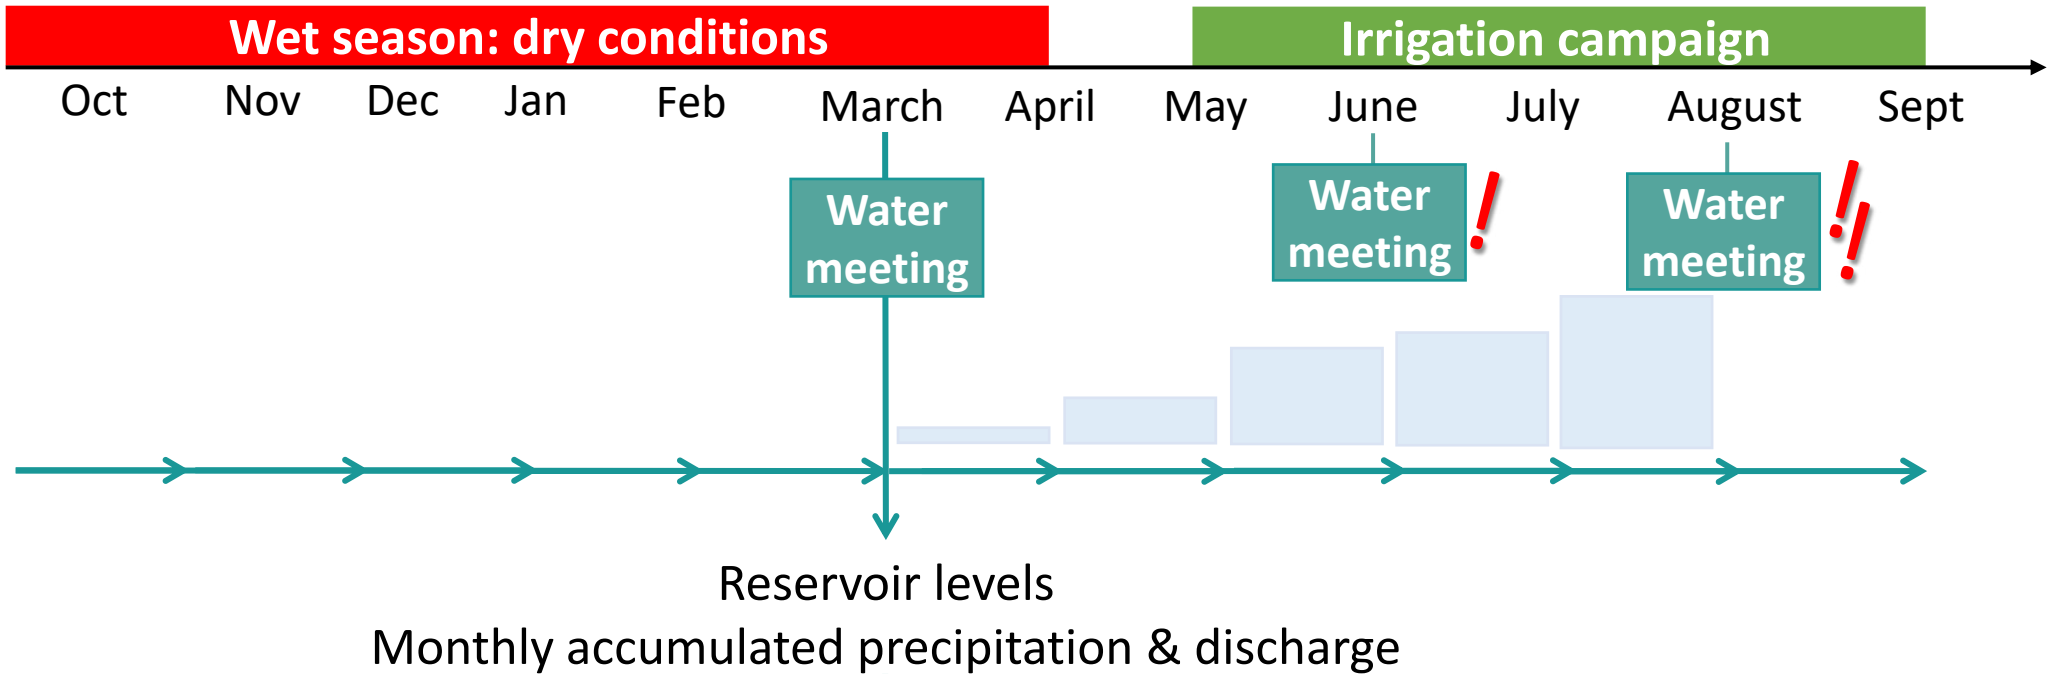 Wet season: dry conditions
Irrigation campaign
Oct Nov Dec Jan Feb March April May June July August Sept
Water
meeting
Water
meeting
!
Water
meeting
!
!
Reservoir levels
Monthly accumulated precipitation & discharge